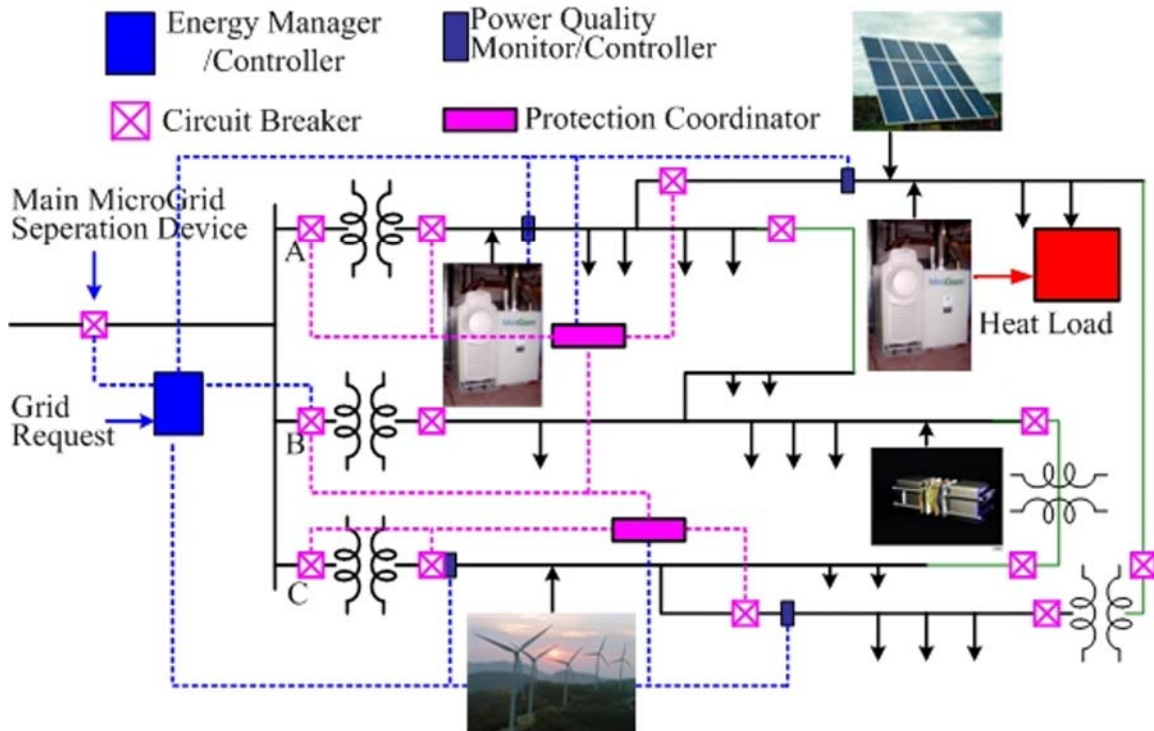 Energy Manager
/Controller
Power Quality
Monitor/Controller
Circuit Breaker
Protection Coordinator
Main MicroGrid
Seperation Device
A
Heat Load
Grid
Request
B
C